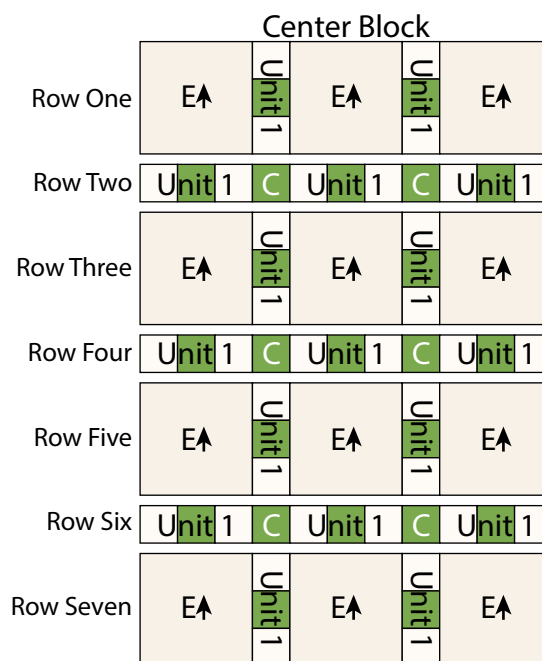 Center Block
Row One E Unit 1 E Unit 1 E
Row Two Unit 1 C Unit 1 C Unit 1
Row Three E Unit 1 E Unit 1 E
Row Four Unit 1 C Unit 1 C Unit 1
Row Five E Unit 1 E Unit 1 E
Row Six Unit 1 C Unit 1 C Unit 1
Row Seven E Unit 1 E Unit 1 E